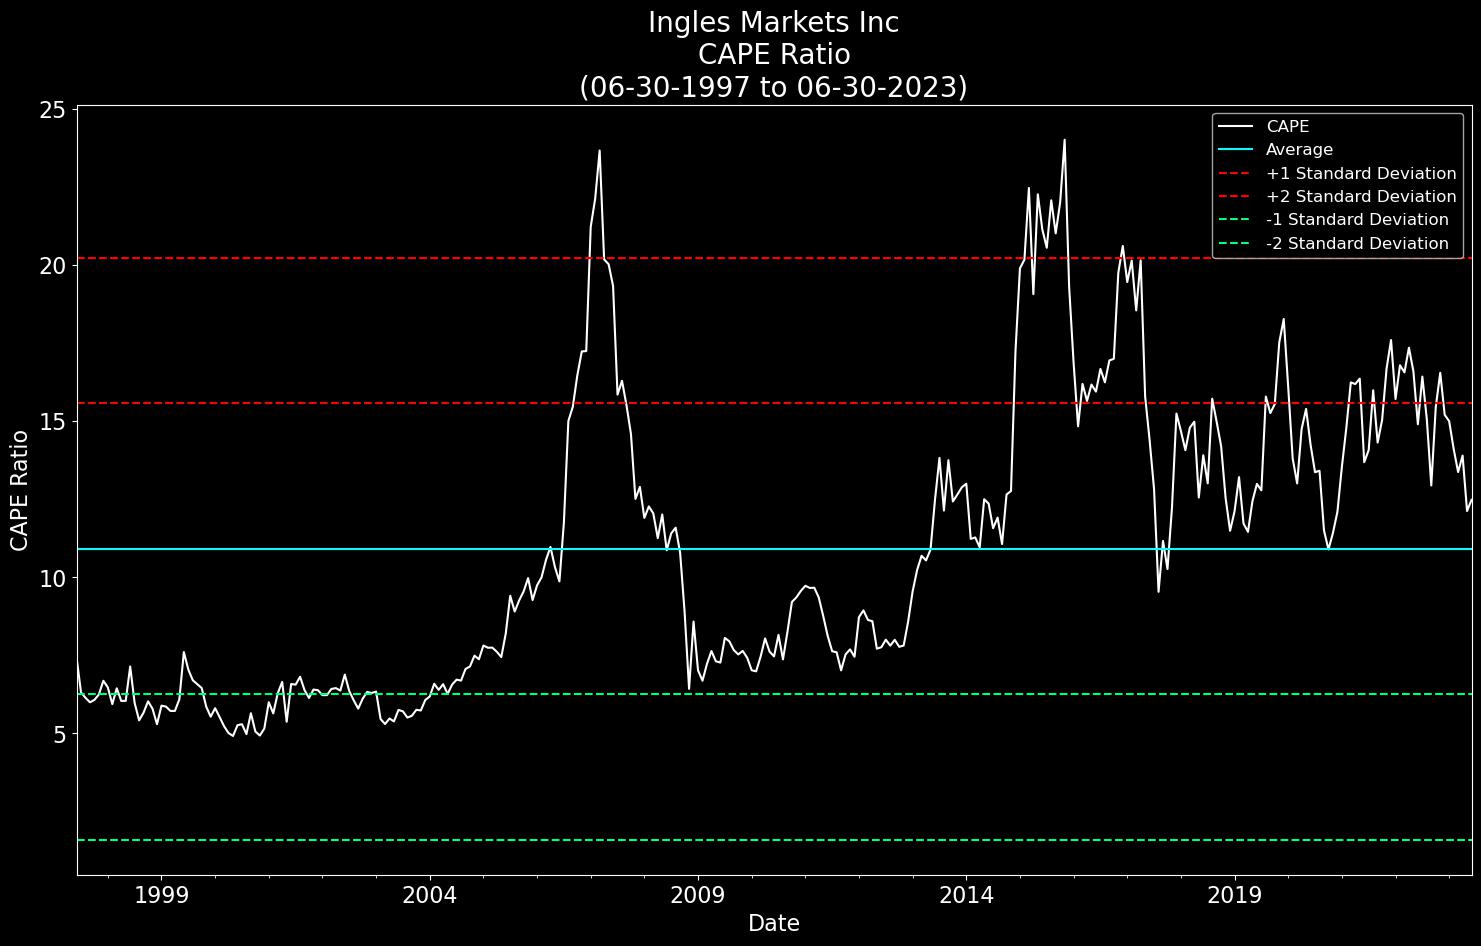 Ingles Markets Inc
CAPE Ratio
(06-30-1997 to 06-30-2023)
25
20
15
10
5
CAPE Ratio
CAPE
Average
+1 Standard Deviation
+2 Standard Deviation
-1 Standard Deviation
-2 Standard Deviation
1999
2004
2009
2014
2019
Date